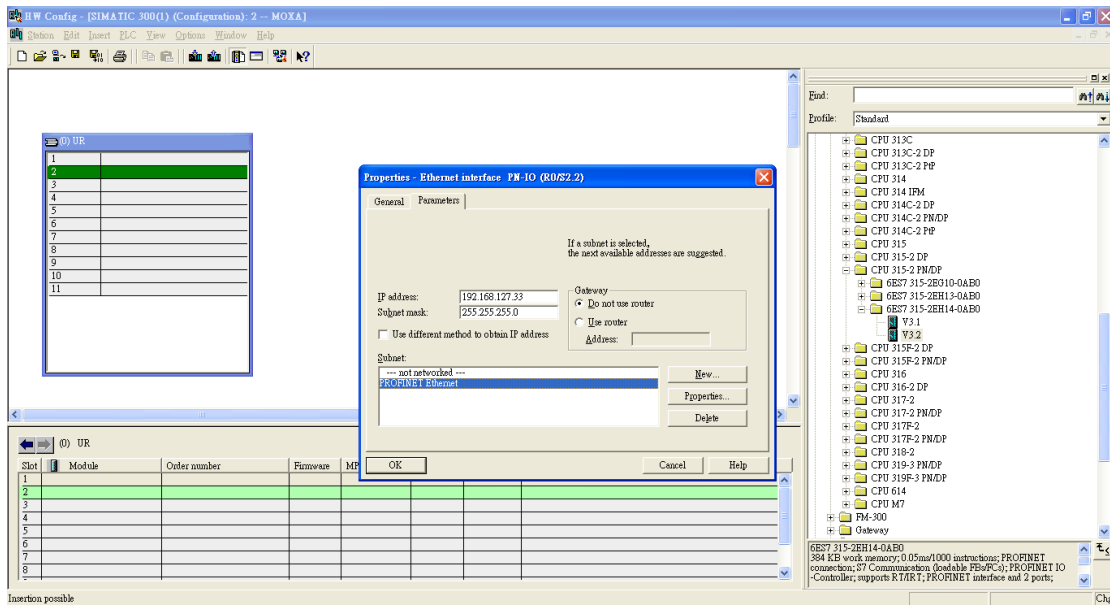 HW Config - [SIMATIC 300(1) (Configuration): 2 -- MOXA]
Station Edit Insert PLC View Options Window Help
Find:
Profile: Standard
(0) UR
1
2
3
4
5
6
7
8
9
10
11
Properties - Ethernet interface PN-IO (R0/S2.2)
General Parameters
If a subnet is selected,
the next available addresses are suggested.
IP address: 192.168.127.33
Subnet mask: 255.255.255.0
Use different method to obtain IP address
Gateway
Do not use router
Use router
Address:
Subnet:
--- not networked ---
PROFINET Ethernet
New...
Properties...
Delete
OK Cancel Help
CPU 313C
CPU 313C-2 DP
CPU 313C-2 PtP
CPU 314
CPU 314 IFM
CPU 314C-2 DP
CPU 314C-2 PN/DP
CPU 314C-2 PtP
CPU 315
CPU 315-2 DP
CPU 315-2 PN/DP
6ES7 315-2EG10-0AB0
6ES7 315-2EH13-0AB0
6ES7 315-2EH14-0AB0
V3.1
V3.2
CPU 315F-2 DP
CPU 315F-2 PN/DP
CPU 316
CPU 316-2 DP
CPU 317-2
CPU 317-2 PN/DP
CPU 317F-2
CPU 317F-2 PN/DP
CPU 318-2
CPU 319-3 PN/DP
CPU 319F-3 PN/DP
CPU 614
CPU M7
FM-300
Gateway
(0) UR
Slot Module Order number Firmware MP
1
2
3
4
5
6
7
8
6ES7 315-2EH14-0AB0
384 KB work memory; 0.05ms/1000 instructions; PROFINET
connection; S7 Communication (loadable FBs/FCs); PROFINET IO
-Controller; supports RT/IRT; PROFINET interface and 2 ports;
Insertion possible
Chg